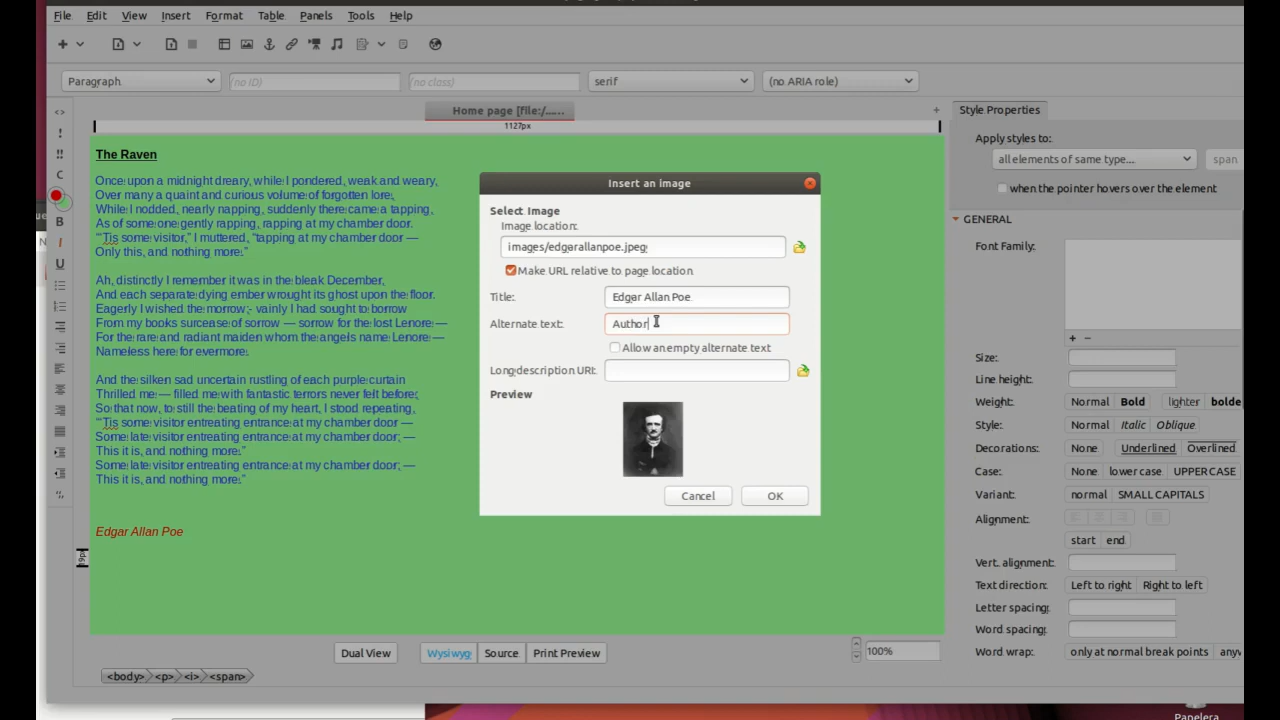 File Edit View Insert Format Table Panels Tools Help
Paragraph (no ID) (no class) serif (no ARIA role)
Home page [file:/......
1127px
The Raven
Once upon a midnight dreary, while I pondered, weak and weary,
Over many a quaint and curious volume of forgotten lore,
While I nodded, nearly napping, suddenly there came a tapping,
As of some one gently rapping, rapping at my chamber door.
"'Tis some visitor," I muttered, "tapping at my chamber door —
Only this, and nothing more."
Ah, distinctly I remember it was in the bleak December,
And each separate dying ember wrought its ghost upon the floor.
Eagerly I wished the morrow;- vainly I had sought to borrow
From my books surcease of sorrow — sorrow for the lost Lenore —
For the rare and radiant maiden whom the angels name Lenore —
Nameless here for evermore.
And the silken sad uncertain rustling of each purple curtain
Thrilled me — filled me with fantastic terrors never felt before;
So that now, to still the beating of my heart, I stood repeating,
"'Tis some visitor entreating entrance at my chamber door —
Some late visitor entreating entrance at my chamber door; —
This it is, and nothing more."
Some late visitor entreating entrance at my chamber door; —
This it is, and nothing more."
Edgar Allan Poe
19px
Insert an image
Select Image
Image location:
images/edgarallanpoe.jpeg
Make URL relative to page location
Title: Edgar Allan Poe
Alternate text: Author
Allow an empty alternate text
Long description URI:
Preview
Cancel OK
Style Properties
Apply styles to:
all elements of same type... span
when the pointer hovers over the element
GENERAL
Font Family:
+ −
Size:
Line height:
Weight: Normal Bold lighter bolde
Style: Normal Italic Oblique
Decorations: None Underlined Overlined
Case: None lower case UPPER CASE
Variant: normal SMALL CAPITALS
Alignment:
start end
Vert. alignment:
Text direction: Left to right Right to left
Letter spacing:
Word spacing:
Word wrap: only at normal break points anyw
Dual View Wysiwyg Source Print Preview 100%
<body> <p> <i> <span>
Papelera